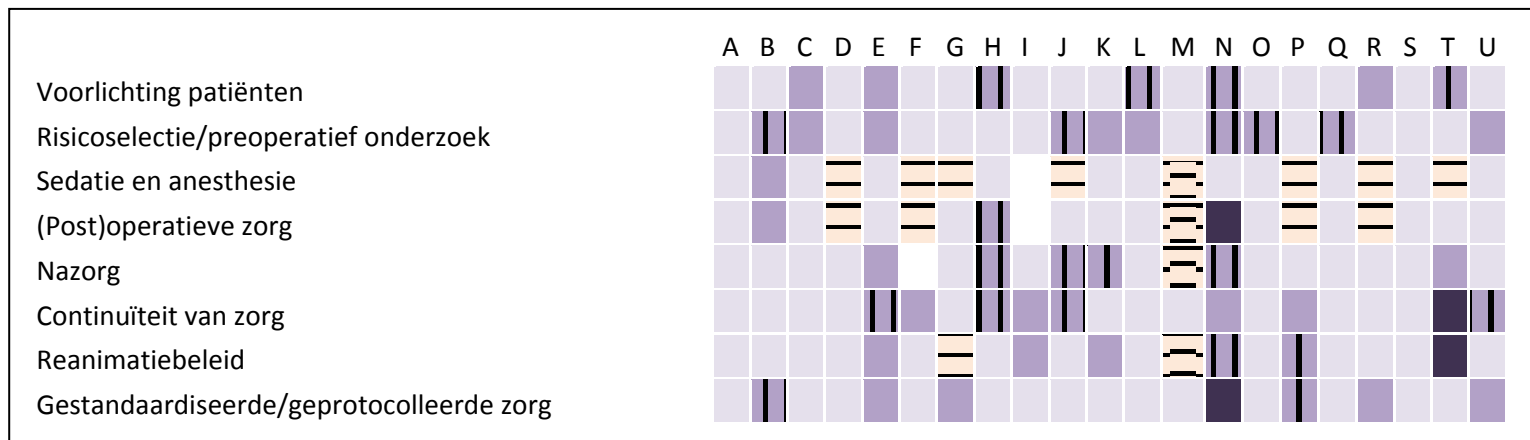 A B C D E F G H I J K L M N O P Q R S T U
Voorlichting patiënten
Risicoselectie/preoperatief onderzoek
Sedatie en anesthesie
(Post)operatieve zorg
Nazorg
Continuïteit van zorg
Reanimatiebeleid
Gestandaardiseerde/geprotocolleerde zorg